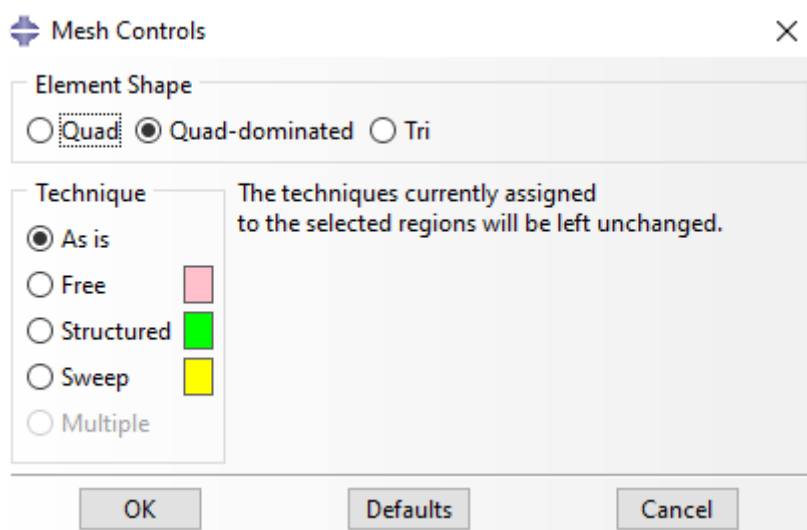 Mesh Controls
Element Shape
Quad Quad-dominated Tri
Technique
The techniques currently assigned
to the selected regions will be left unchanged.
As is
Free
Structured
Sweep
Multiple
OK Defaults Cancel